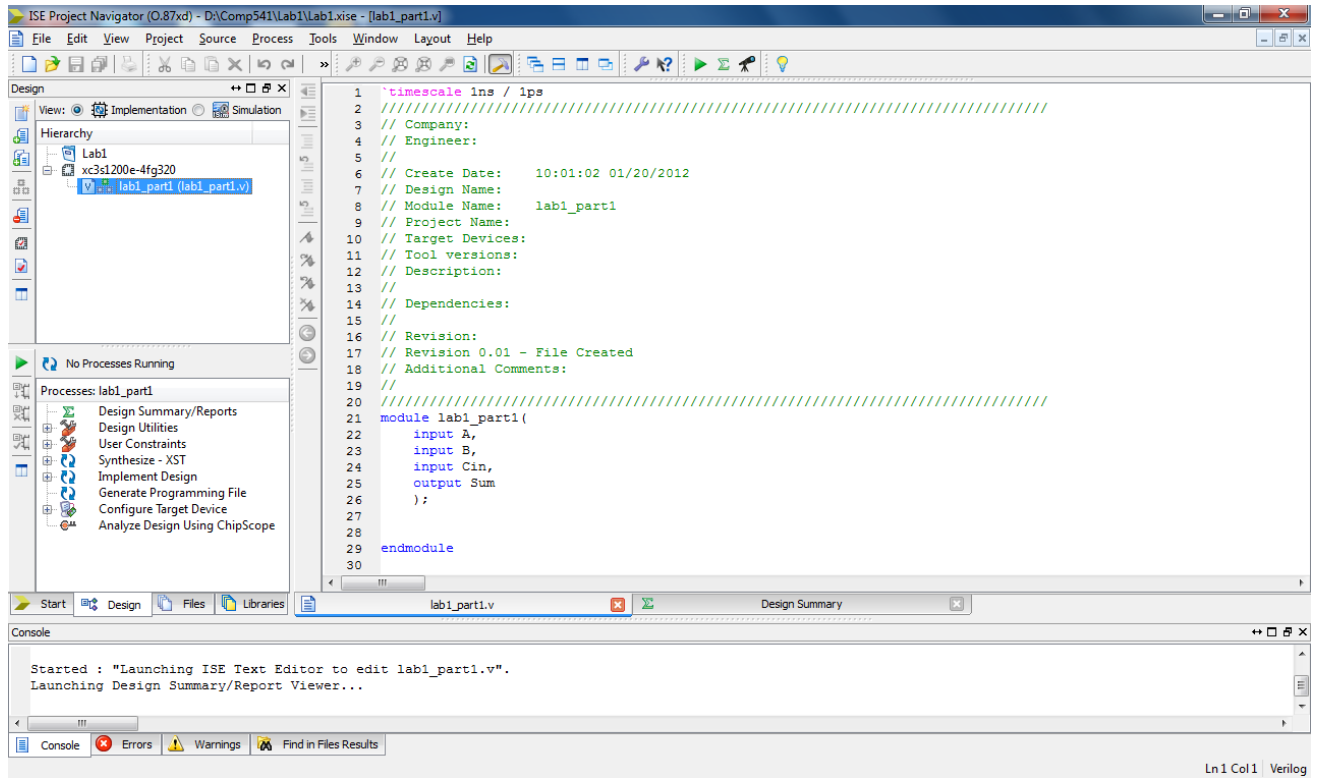 ISE Project Navigator (O.87xd) - D:\Comp541\Lab1\Lab1.xise - [lab1_part1.v]
File Edit View Project Source Process Tools Window Layout Help
Design
View: Implementation Simulation
Hierarchy
Lab1
xc3s1200e-4fg320
lab1_part1 (lab1_part1.v)
No Processes Running
Processes: lab1_part1
Design Summary/Reports
Design Utilities
User Constraints
Synthesize - XST
Implement Design
Generate Programming File
Configure Target Device
Analyze Design Using ChipScope
Start Design Files Libraries
1 `timescale 1ns / 1ps
2 //////////////////////////////////////////////////////////////////////////////////
3 // Company:
4 // Engineer:
5 //
6 // Create Date:    10:01:02 01/20/2012
7 // Design Name:
8 // Module Name:    lab1_part1
9 // Project Name:
10 // Target Devices:
11 // Tool versions:
12 // Description:
13 //
14 // Dependencies:
15 //
16 // Revision:
17 // Revision 0.01 - File Created
18 // Additional Comments:
19 //
20 //////////////////////////////////////////////////////////////////////////////////
21 module lab1_part1(
22     input A,
23     input B,
24     input Cin,
25     output Sum
26     );
27
28
29 endmodule
30
lab1_part1.v Design Summary
Console
Started : "Launching ISE Text Editor to edit lab1_part1.v".
Launching Design Summary/Report Viewer...
Console Errors Warnings Find in Files Results
Ln 1 Col 1 Verilog